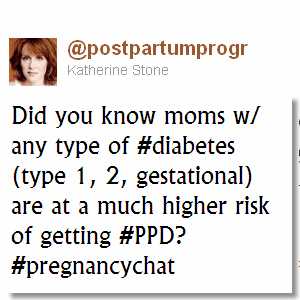 @postpartumprogr
Katherine Stone
Did you know moms w/
any type of #diabetes
(type 1, 2, gestational)
are at a much higher risk
of getting #PPD?
#pregnancychat